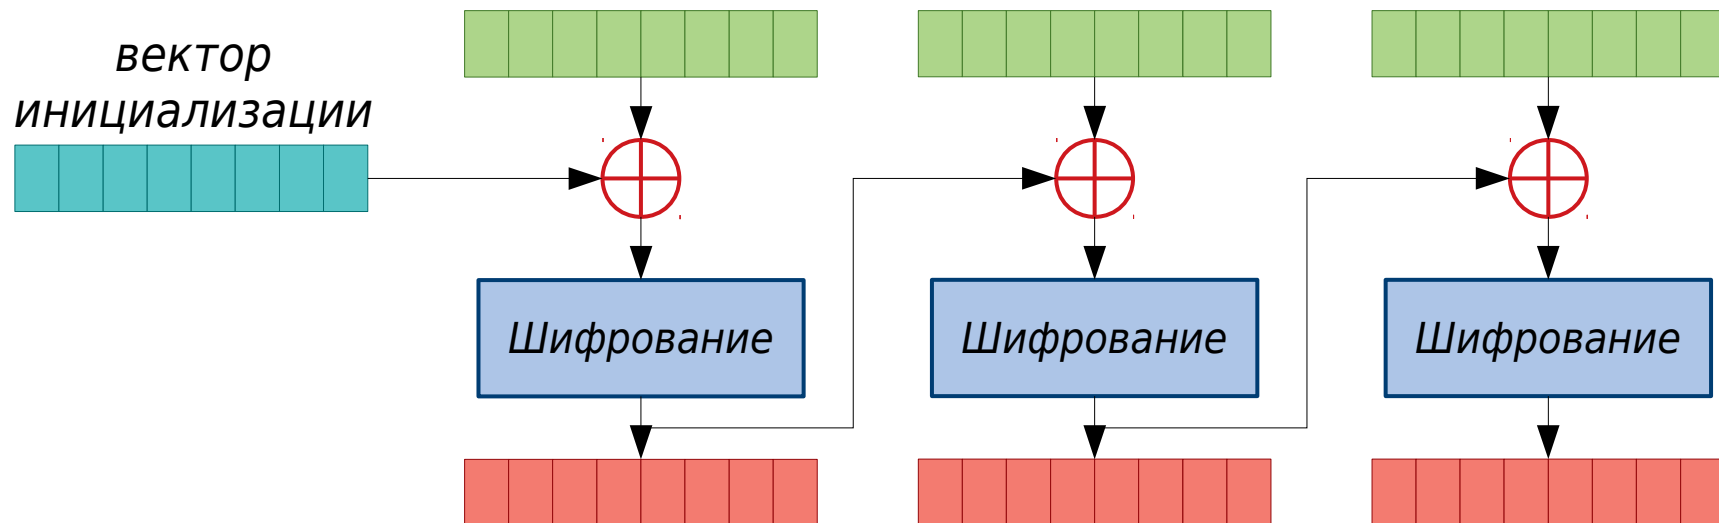 вектор
инициализации
Шифрование
Шифрование
Шифрование